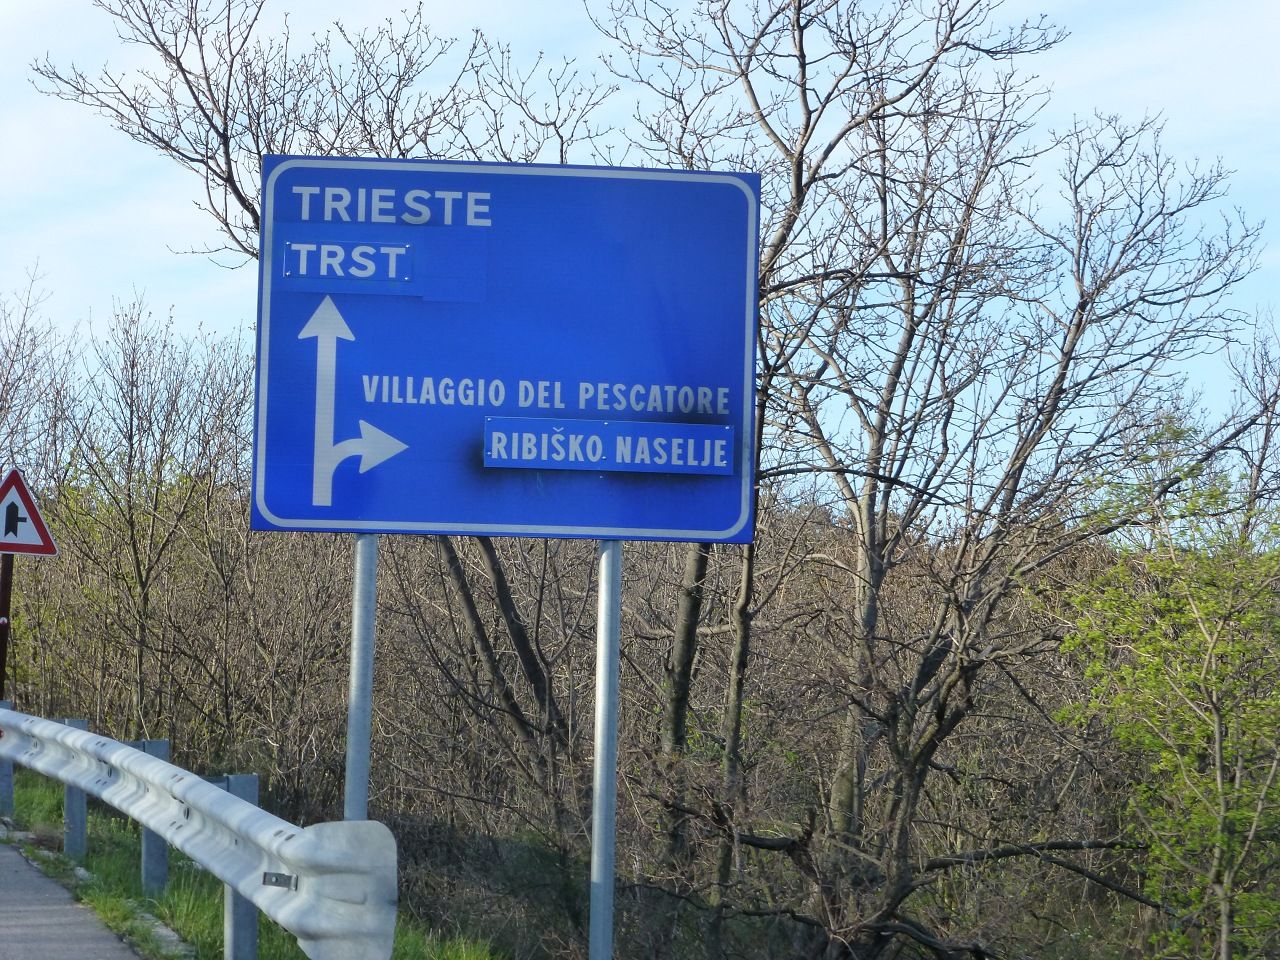 TRIESTE
TRST
VILLAGGIO DEL PESCATORE
RIBIŠKO NASELJE